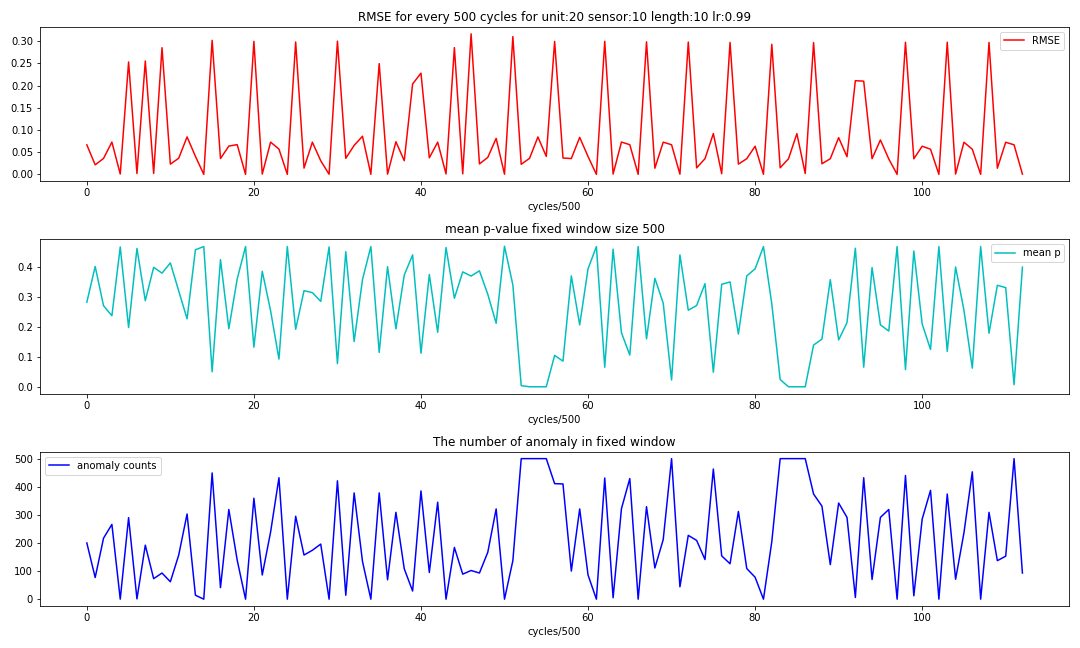 RMSE for every 500 cycles for unit:20 sensor:10 length:10 lr:0.99
RMSE
0.30
0.25
0.20
0.15
0.10
0.05
0.00
0 20 40 60 80 100
cycles/500
mean p-value fixed window size 500
mean p
0.4
0.3
0.2
0.1
0.0
0 20 40 60 80 100
cycles/500
The number of anomaly in fixed window
anomaly counts
500
400
300
200
100
0
0 20 40 60 80 100
cycles/500